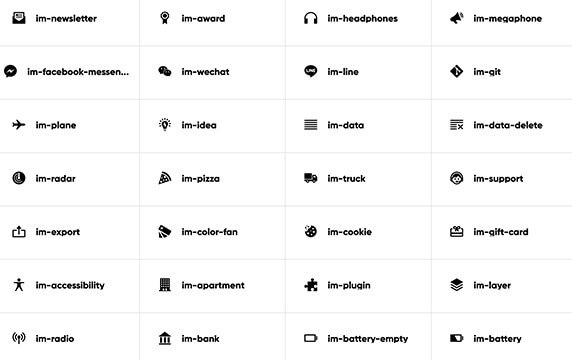 im-newsletter im-award im-headphones im-megaphone
im-facebook-messen... im-wechat LINE im-line im-git
im-plane im-idea im-data im-data-delete
im-radar im-pizza im-truck im-support
im-export im-color-fan im-cookie im-gift-card
im-accessibility im-apartment im-plugin im-layer
im-radio im-bank im-battery-empty im-battery